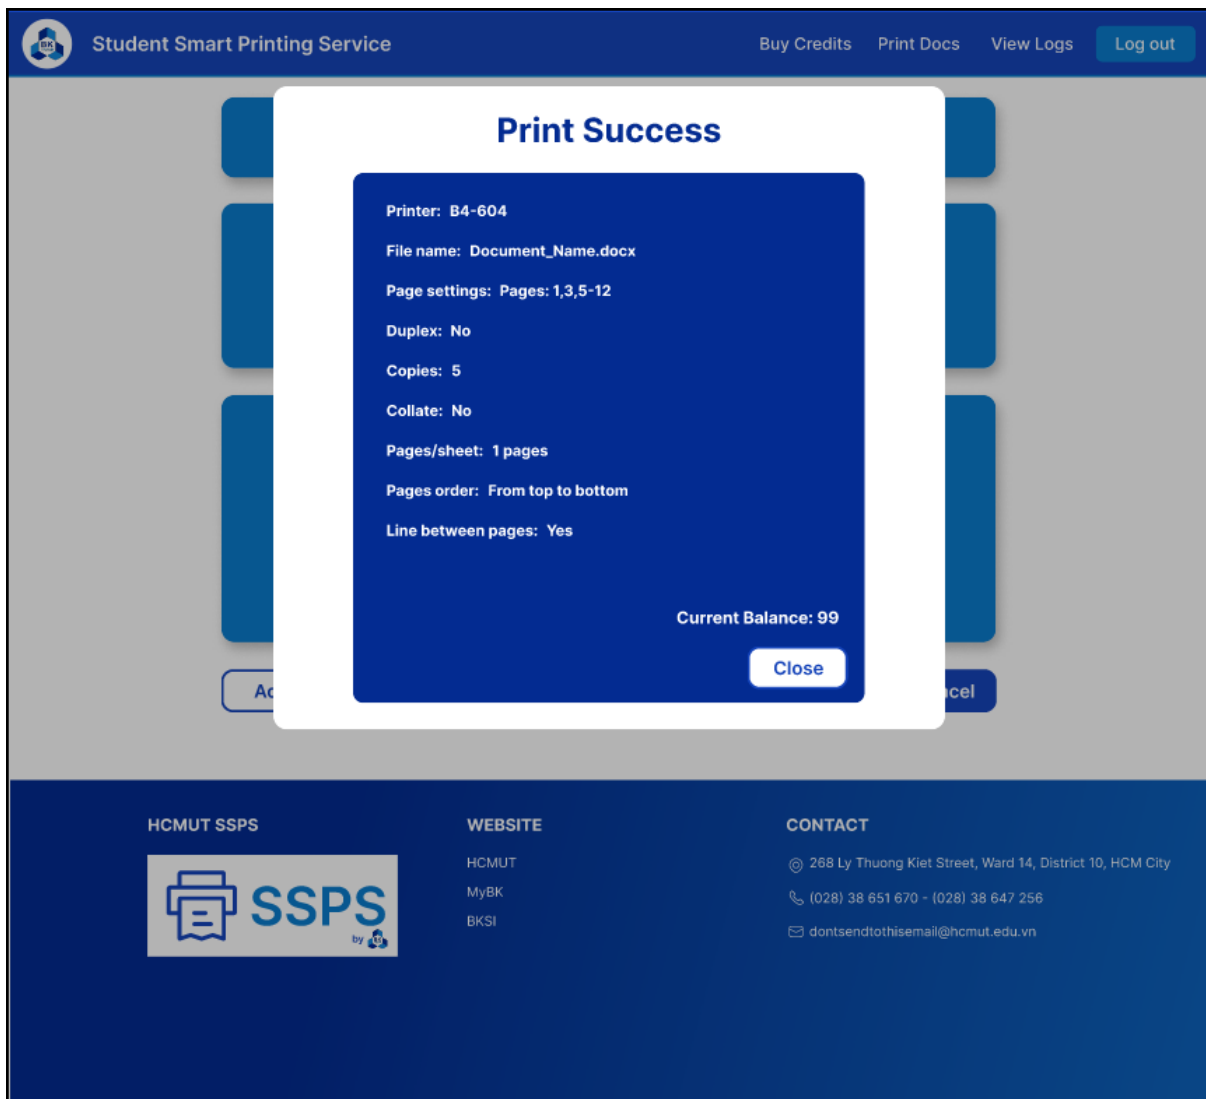 BK
Student Smart Printing Service
Buy Credits
Print Docs
View Logs
Log out
Print Success
Printer: B4-604
File name: Document_Name.docx
Page settings: Pages: 1,3,5-12
Duplex: No
Copies: 5
Collate: No
Pages/sheet: 1 pages
Pages order: From top to bottom
Line between pages: Yes
Current Balance: 99
Close
HCMUT SSPS
SSPS
by
WEBSITE
HCMUT
MyBK
BKSI
CONTACT
268 Ly Thuong Kiet Street, Ward 14, District 10, HCM City
(028) 38 651 670 - (028) 38 647 256
dontsendtothisemail@hcmut.edu.vn